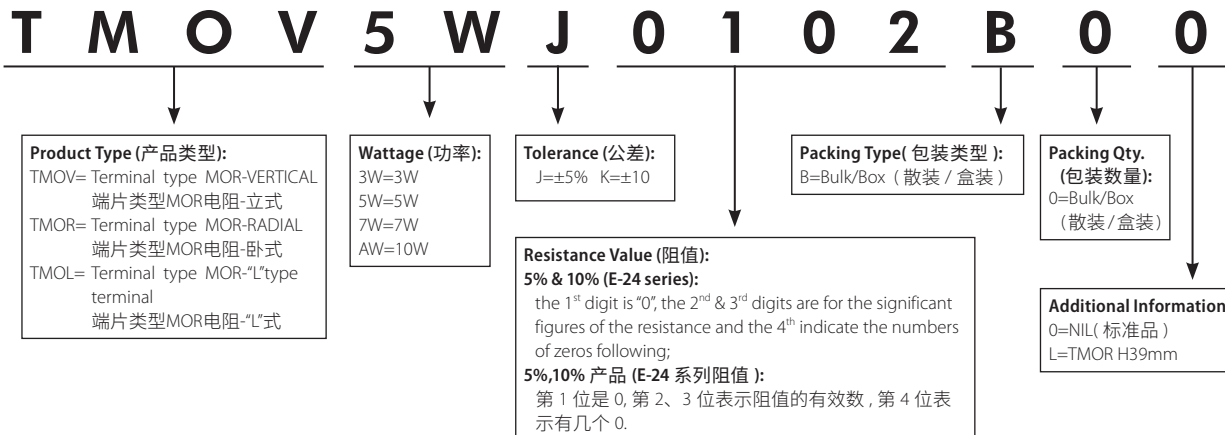 T M O V 5 W J 0 1 0 2 B 0 0
Product Type (产品类型):
TMOV= Terminal type MOR-VERTICAL
端片类型MOR电阻-立式
TMOR= Terminal type MOR-RADIAL
端片类型MOR电阻-卧式
TMOL= Terminal type MOR-“L”type
terminal
端片类型MOR电阻-“L”式
Wattage (功率):
3W=3W
5W=5W
7W=7W
AW=10W
Tolerance (公差):
J=±5% K=±10
Resistance Value (阻值):
5% & 10% (E-24 series):
the 1st digit is “0”, the 2nd & 3rd digits are for the significant
figures of the resistance and the 4th indicate the numbers
of zeros following;
5%,10% 产品 (E-24 系列阻值 ):
第 1 位是 0, 第 2、3 位表示阻值的有效数 , 第 4 位表
示有几个 0.
Packing Type( 包装类型 ):
B=Bulk/Box ( 散装 / 盒装 )
Packing Qty.
(包装数量):
0=Bulk/Box
(散装/盒装)
Additional Information
0=NIL( 标准品 )
L=TMOR H39mm